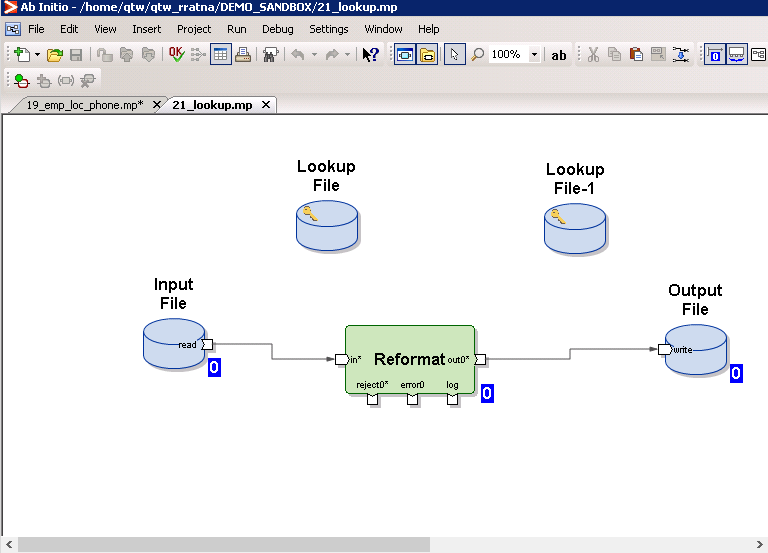 Ab Initio - /home/qtw/qtw_rratna/DEMO_SANDBOX/21_lookup.mp
File Edit View Insert Project Run Debug Settings Window Help
OK 100% ab 0
19_emp_loc_phone.mp* 21_lookup.mp
Lookup
File
Lookup
File-1
Input
File
Output
File
read
0
in* Reformat out0*
reject0* error0 log
0
write
0